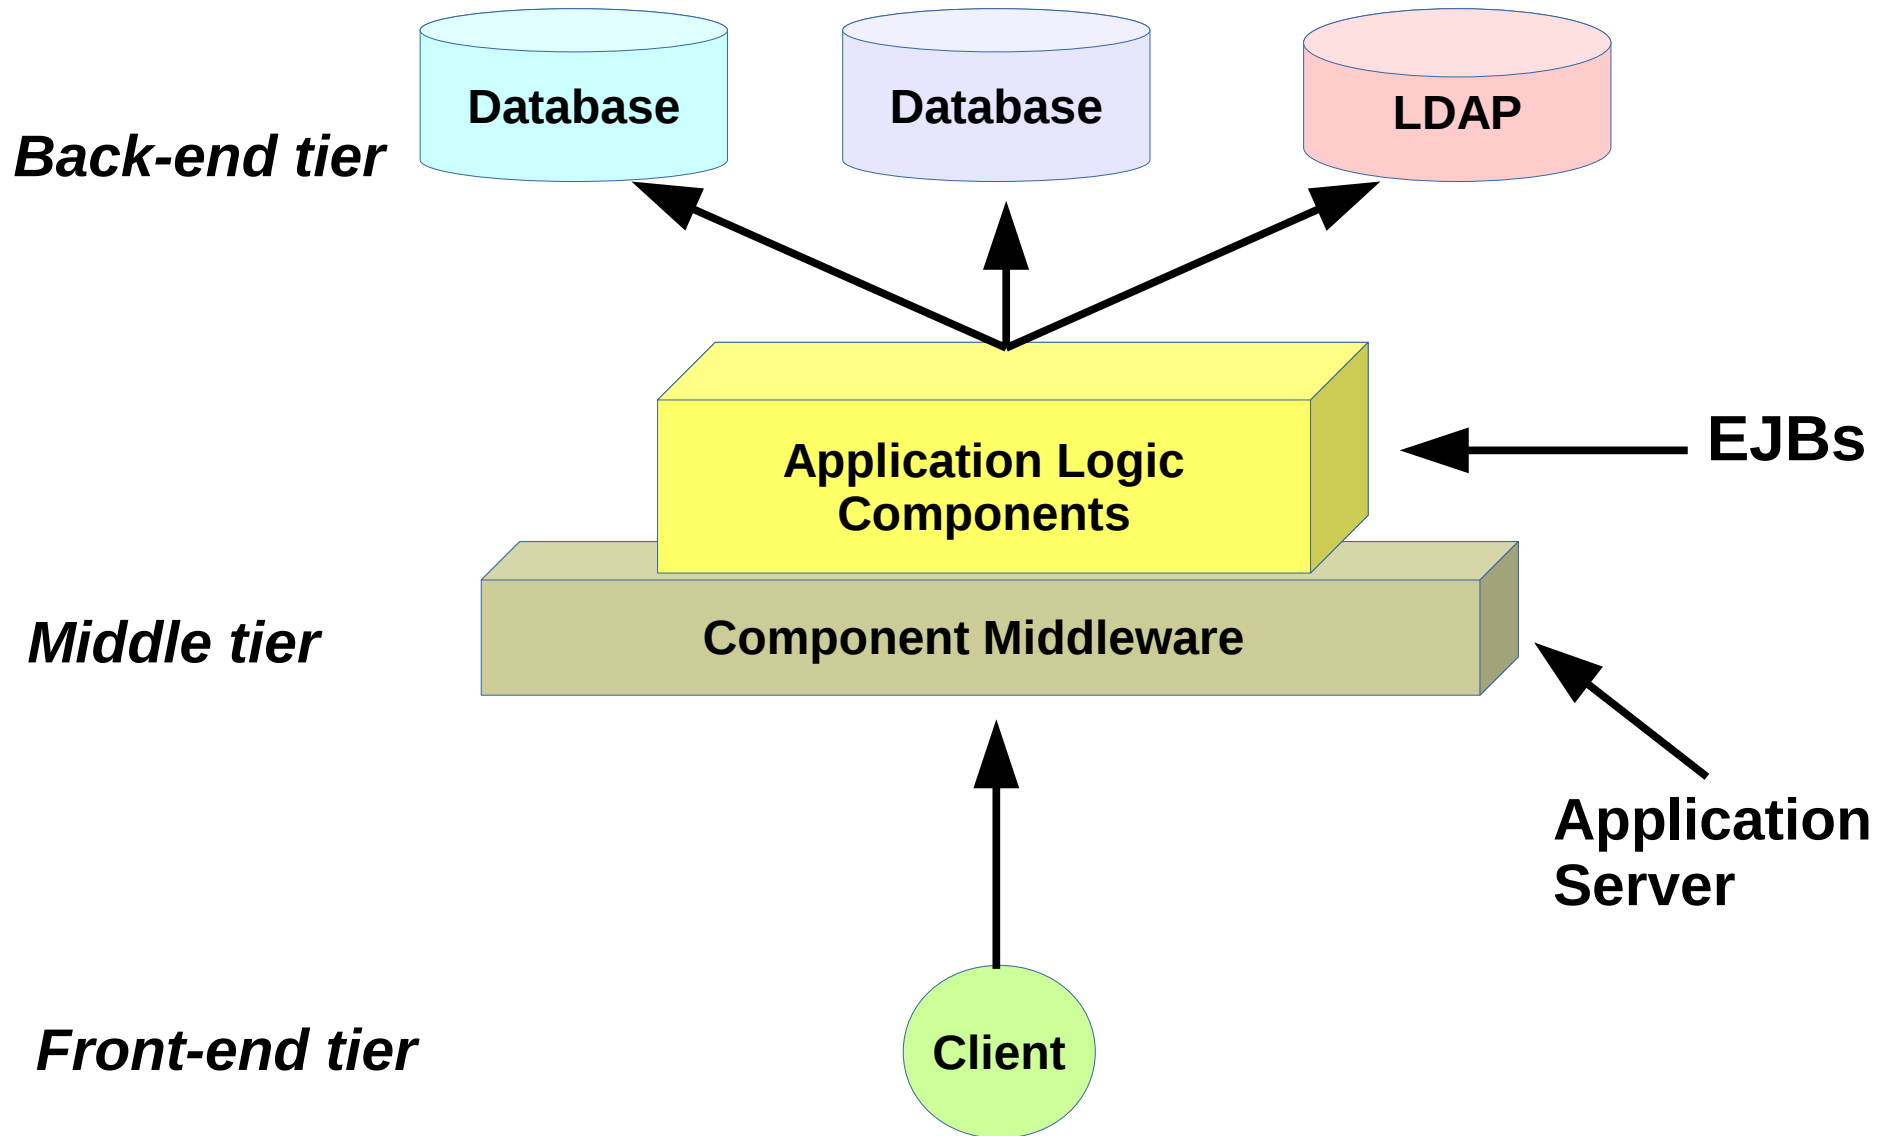 Database
Database
LDAP
Back-end tier
EJBs
Application Logic
Components
Middle tier
Component Middleware
Application
Server
Front-end tier
Client